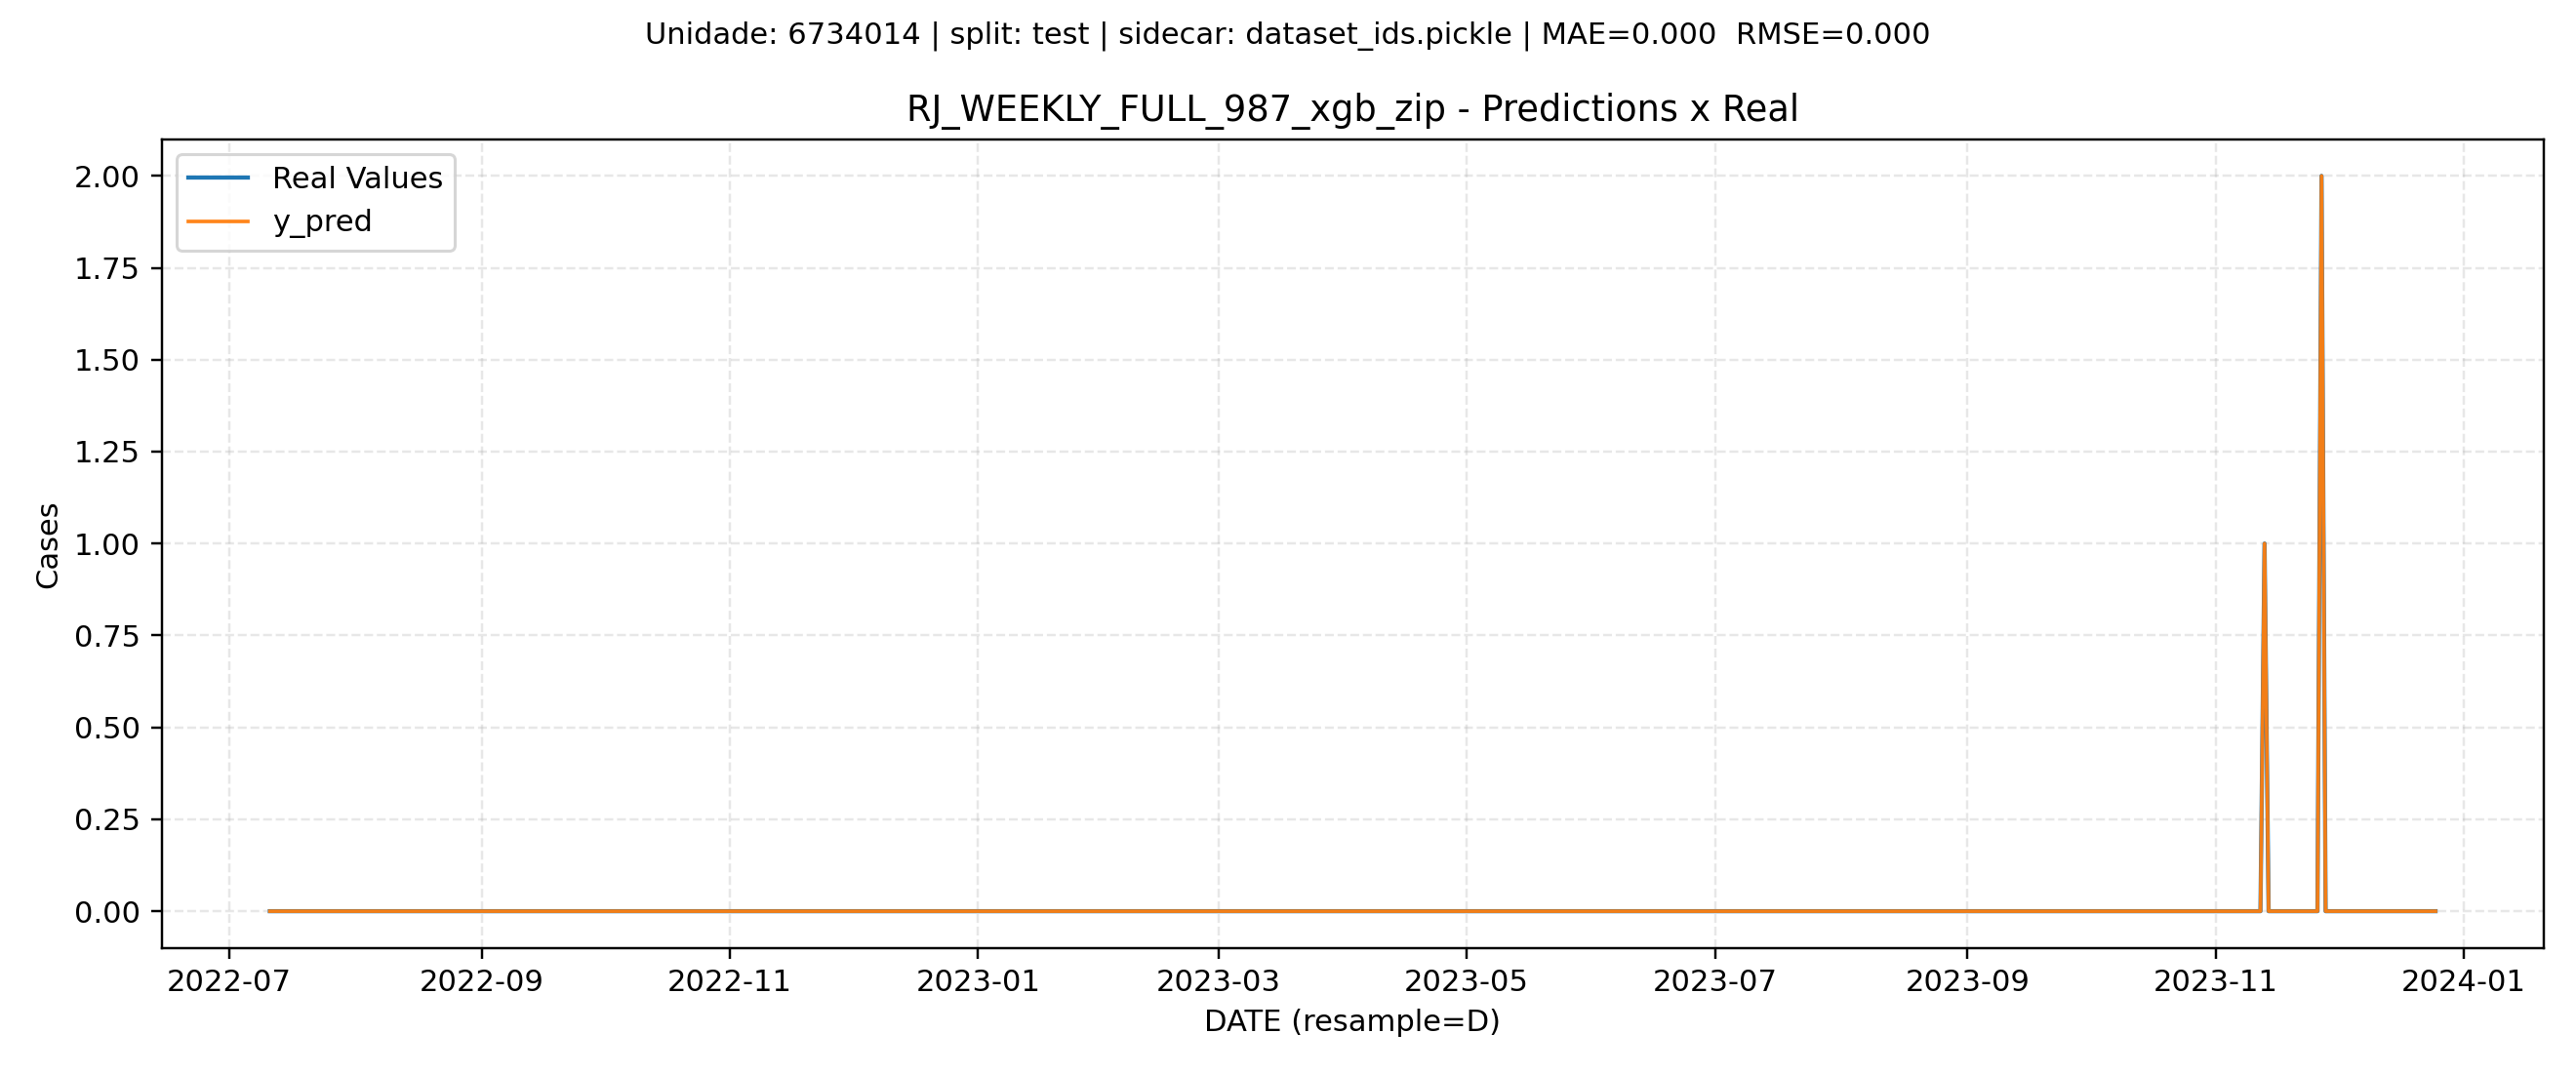 Unidade: 6734014 | split: test | sidecar: dataset_ids.pickle | MAE=0.000  RMSE=0.000
RJ_WEEKLY_FULL_987_xgb_zip - Predictions x Real
Real Values
y_pred
Cases
2.00
1.75
1.50
1.25
1.00
0.75
0.50
0.25
0.00
2022-07 2022-09 2022-11 2023-01 2023-03 2023-05 2023-07 2023-09 2023-11 2024-01
DATE (resample=D)